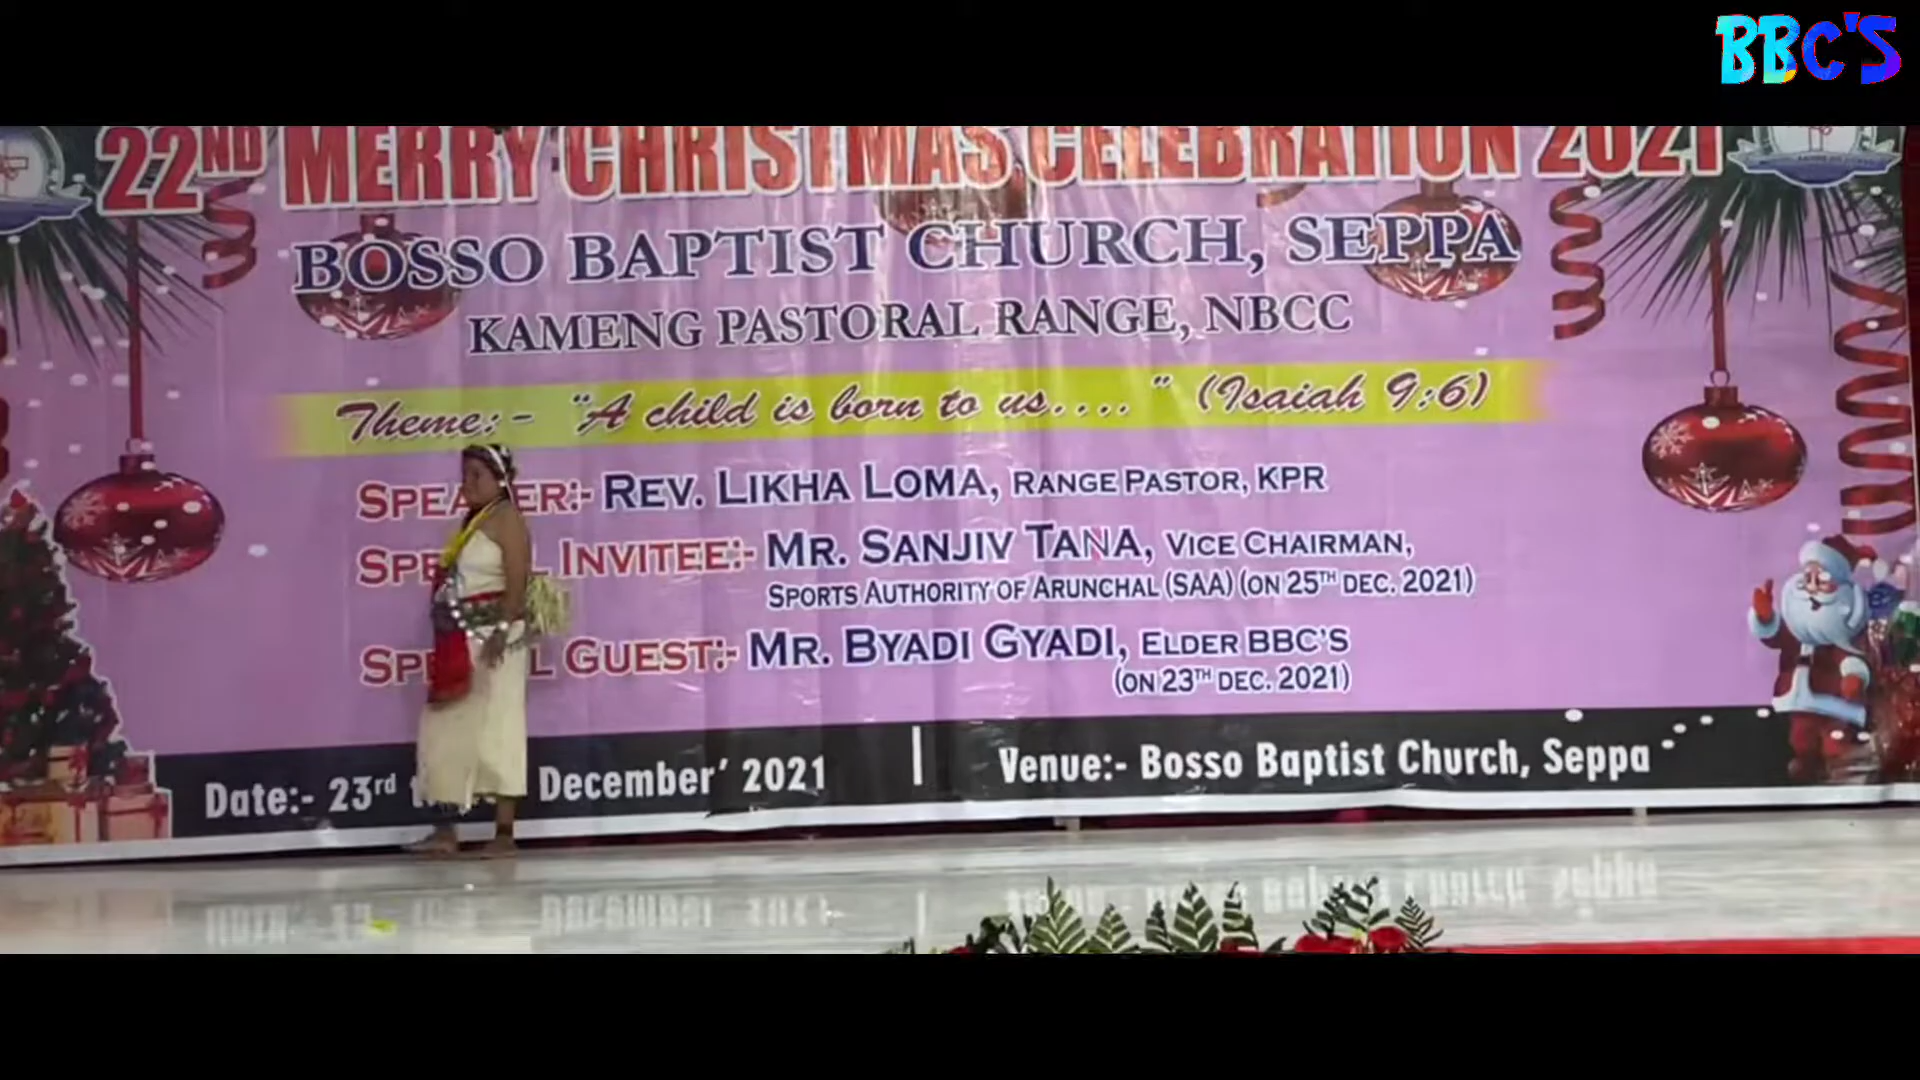 BBC'S
22ND MERRY CHRISTMAS CELEBRATION 2021
BOSSO BAPTIST CHURCH, SEPPA
KAMENG PASTORAL RANGE, NBCC
Theme:- "A child is born to us...." (Isaiah 9:6)
SPEAKER:- REV. LIKHA LOMA, RANGE PASTOR, KPR
SPECIAL INVITEE:- MR. SANJIV TANA, VICE CHAIRMAN,
SPORTS AUTHORITY OF ARUNCHAL (SAA) (ON 25TH DEC. 2021)
SPECIAL GUEST:- MR. BYADI GYADI, ELDER BBC'S
(ON 23TH DEC. 2021)
Date:- 23rd December' 2021 | Venue:- Bosso Baptist Church, Seppa